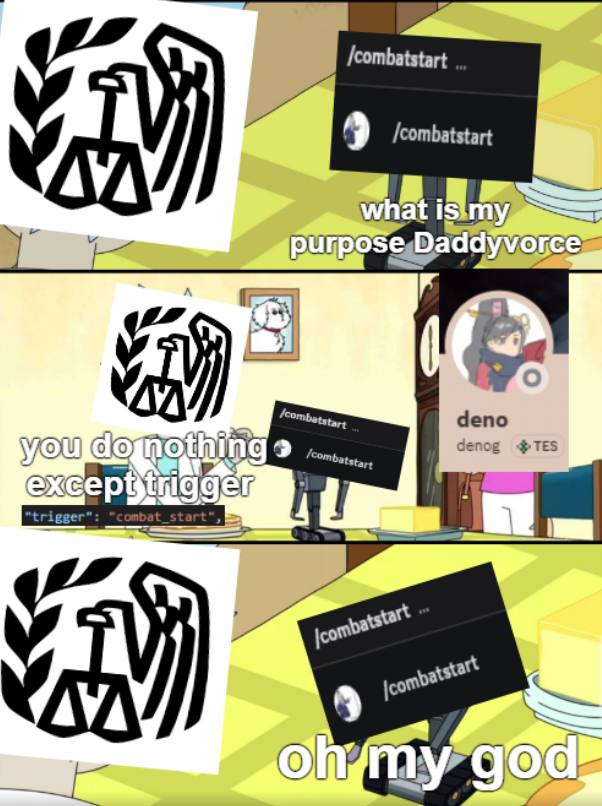 /combatstart ...
/combatstart
what is my
purpose Daddyvorce
deno
denog TES
/combatstart ...
/combatstart
you do nothing
except trigger
"trigger": "combat_start",
/combatstart ...
/combatstart
oh my god